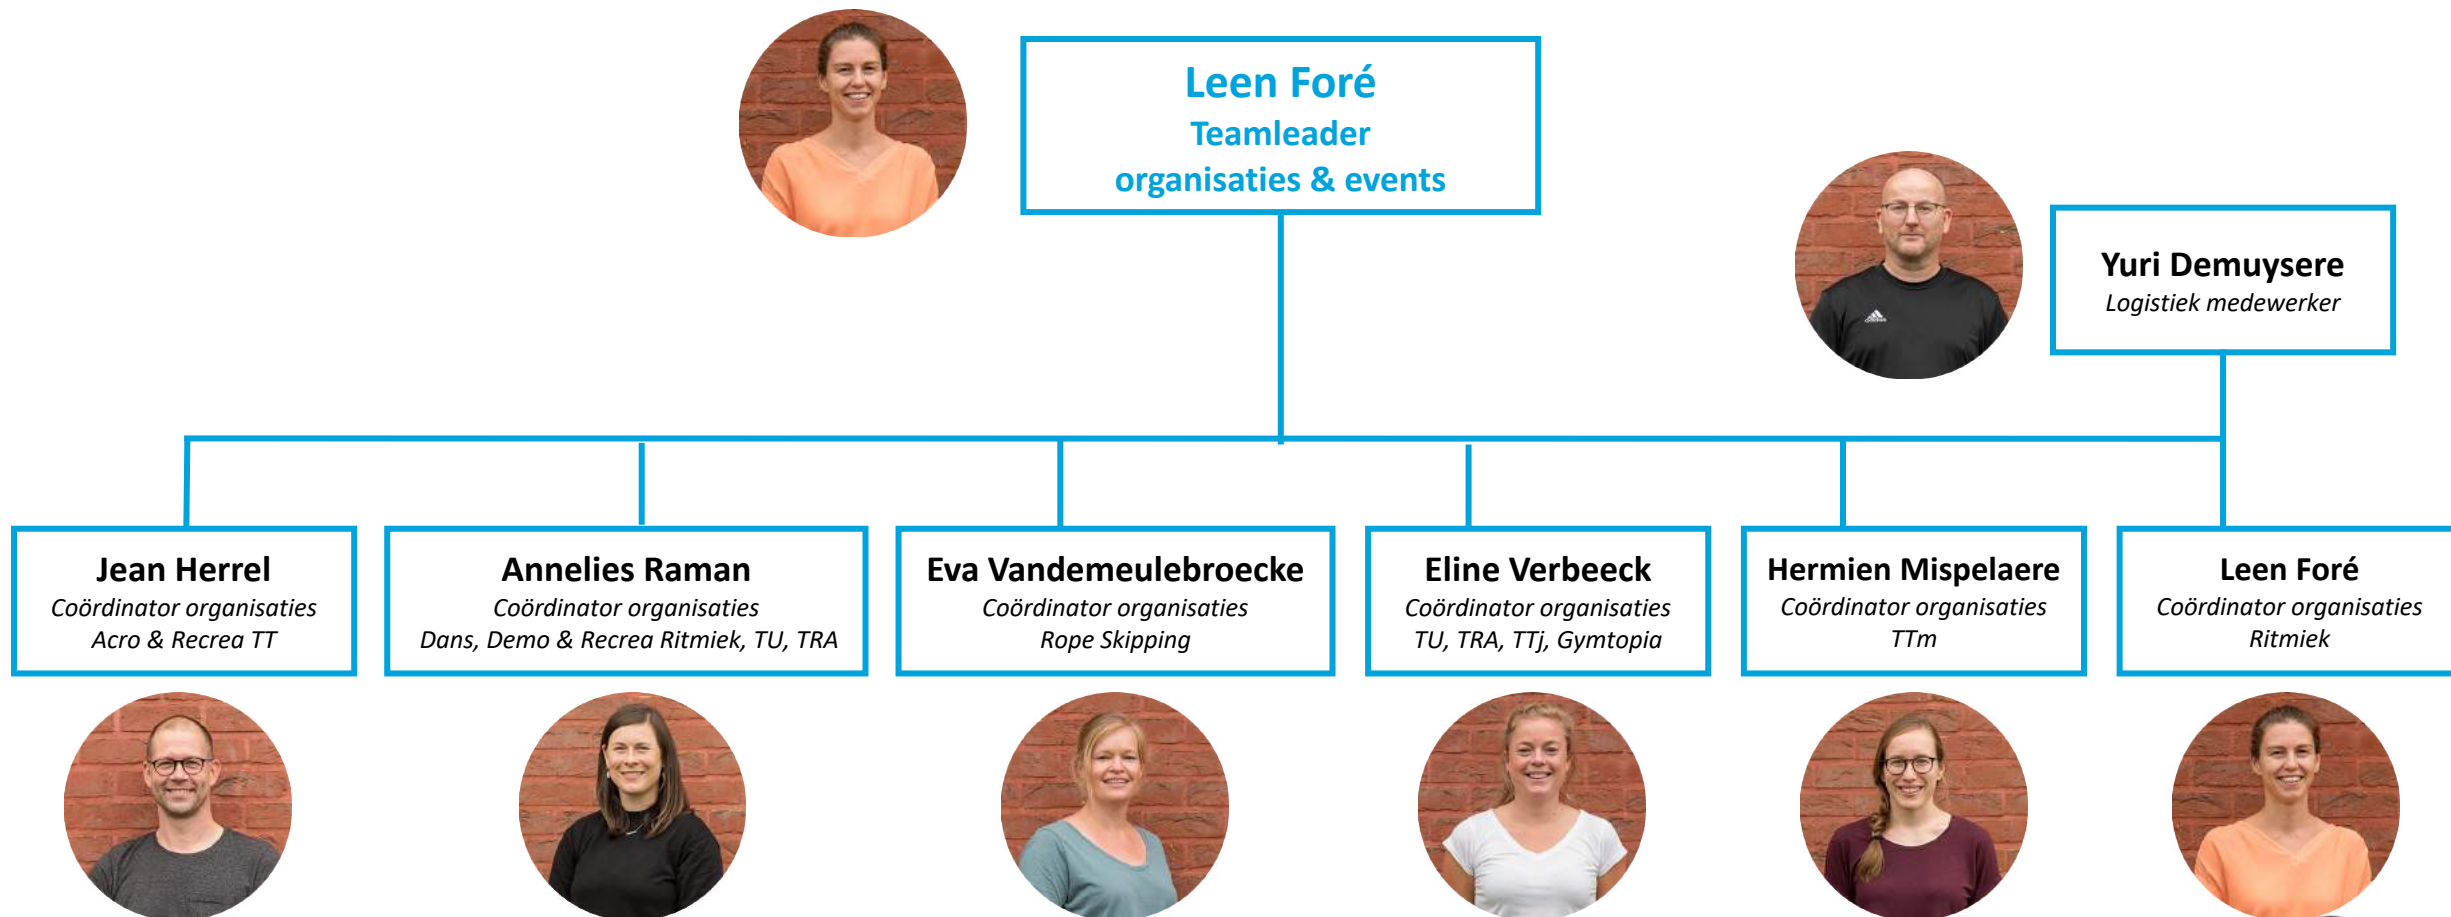 Leen Foré
Teamleader
organisaties & events
Yuri Demuysere
Logistiek medewerker
Jean Herrel
Coördinator organisaties
Acro & Recrea TT
Annelies Raman
Coördinator organisaties
Dans, Demo & Recrea Ritmiek, TU, TRA
Eva Vandemeulebroecke
Coördinator organisaties
Rope Skipping
Eline Verbeeck
Coördinator organisaties
TU, TRA, TTj, Gymtopia
Hermien Mispelaere
Coördinator organisaties
TTm
Leen Foré
Coördinator organisaties
Ritmiek